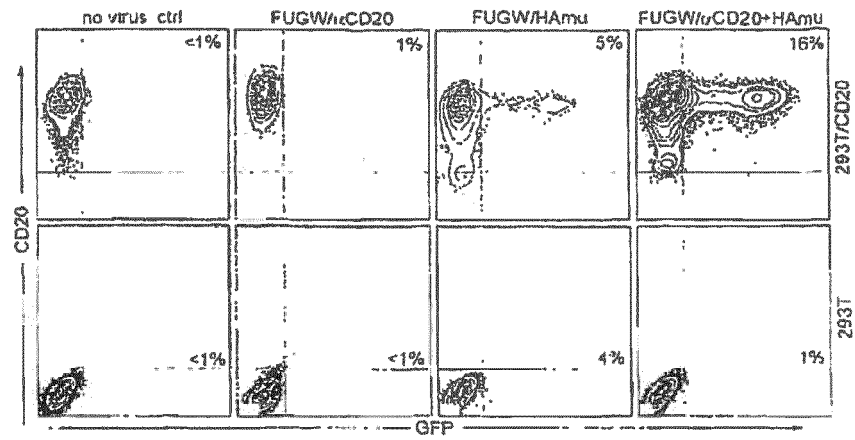 no virus ctrl
FUGW/αCD20
FUGW/HAmu
FUGW/αCD20+HAmu
<1%
1%
5%
16%
293T/CD20
CD20
<1%
<1%
4%
1%
293T
GFP